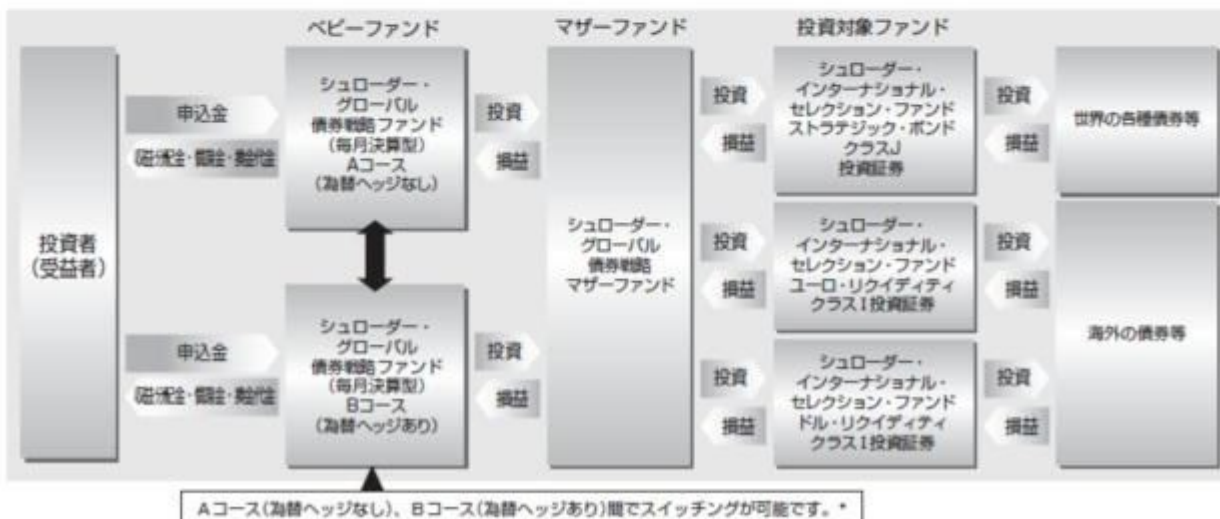 ベビーファンド
マザーファンド
投資対象ファンド
投資者
(受益者)
申込金
申込金
シュローダー・
グローバル
債券戦略ファンド
(毎月決算型)
Aコース
(為替ヘッジなし)
シュローダー・
グローバル
債券戦略ファンド
(毎月決算型)
Bコース
(為替ヘッジあり)
投資
損益
投資
損益
シュローダー・
グローバル
債券戦略
マザーファンド
投資
損益
投資
損益
投資
損益
シュローダー・
インターナショナル・
セレクション・ファンド
ストラテジック・ボンド
クラスJ
投資証券
シュローダー・
インターナショナル・
セレクション・ファンド
ユーロ・リクイディティ
クラスI投資証券
シュローダー・
インターナショナル・
セレクション・ファンド
ドル・リクイディティ
クラスI投資証券
投資
損益
投資
損益
投資
損益
世界の各種債券等
海外の債券等
Aコース(為替ヘッジなし)、Bコース(為替ヘッジあり)間でスイッチングが可能です。*